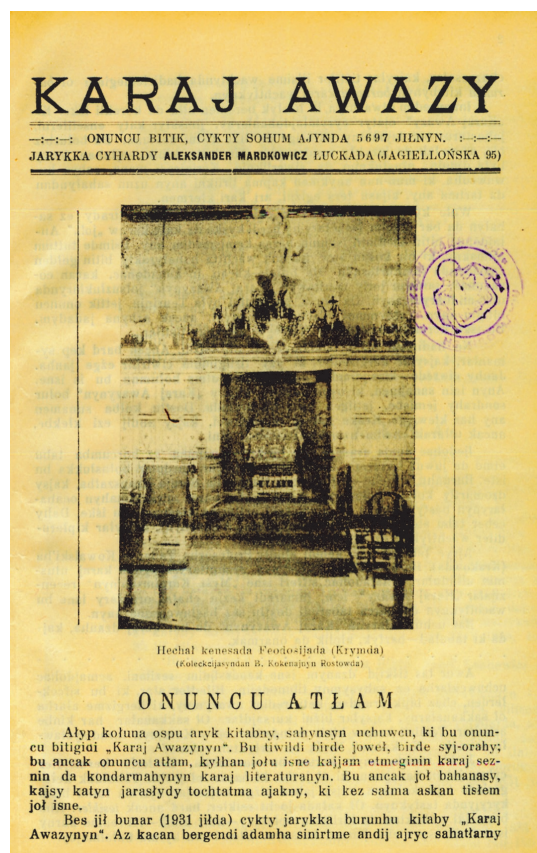 KARAJ AWAZY
—:—:—: ONUNCU BITIK, CYKTY SOHUM AJYNDA 5697 JIŁNYN. :—:—:—
JARYKKA CYHARDY ALEKSANDER MARDKOWICZ ŁUCKADA (JAGIELLOŃSKA 95)
Hechał kenesada Feodosijada (Krymda)
(Kolekcijasyndan B. Kokenajnyn Rostowda)
ONUNCU ATŁAM
Ałyp kołuna ospu aryk kitabny, sahynsyn uchuwcu, ki bu onun-
cu bitigidi „Karaj Awazynyn“. Bu tiwildi birde joweł, birde syj-orahy;
bu ancak onuncu atłam, kyłhan jołu isne kajjam etmeginin karaj sez-
nin da kondarmahynyn karaj literaturanyn. Bu ancak joł bahanasy,
kajsy katyn jarasłydy tochtatma ajakny, ki kez sałma askan tisłem
joł isne.
Bes jił bunar (1931 jiłda) cykty jarykka burunhu kitaby „Karaj
Awazynyn“. Az kacan bergendi adamha sinirtme andij ajryc sahatłarny